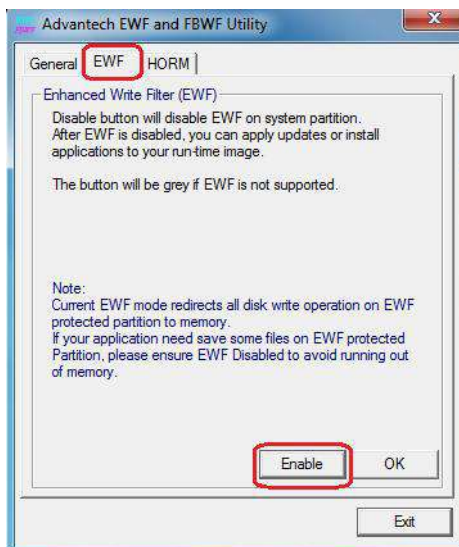 Advantech EWF and FBWF Utility
General EWF HORM
Enhanced Write Filter (EWF)
Disable button will disable EWF on system partition.
After EWF is disabled, you can apply updates or install
applications to your run-time image.
The button will be grey if EWF is not supported.
Note:
Current EWF mode redirects all disk write operation on EWF
protected partition to memory.
If your application need save some files on EWF protected
Partition, please ensure EWF Disabled to avoid running out
of memory.
Enable OK
Exit